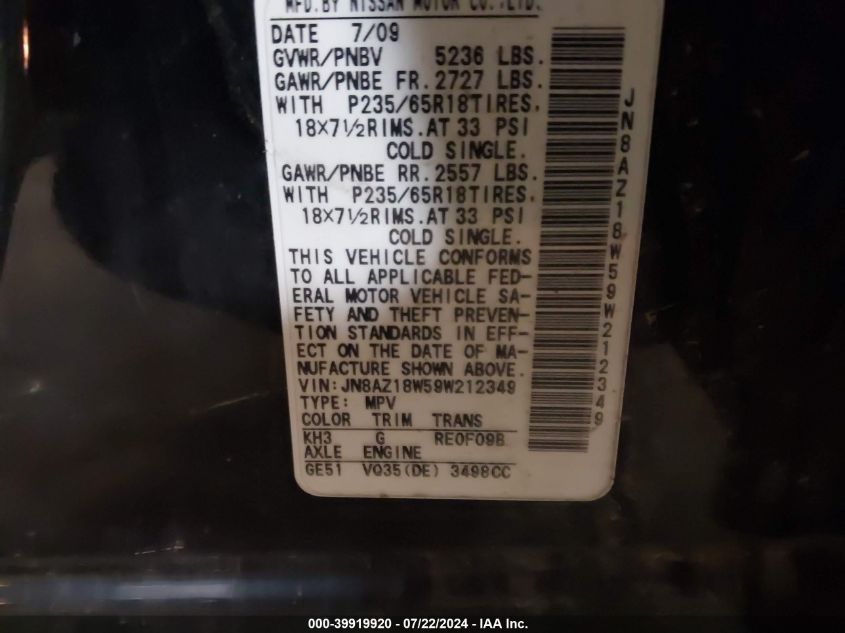 MFD.BY NISSAN MOTOR CO.,LTD.
DATE 7/09
GVWR/PNBV 5236 LBS.
GAWR/PNBE FR.2727 LBS.
WITH P235/65R18TIRES,
18×7½RIMS.AT 33 PSI
COLD SINGLE.
GAWR/PNBE RR.2557 LBS.
WITH P235/65R18TIRES,
18×7½RIMS.AT 33 PSI
COLD SINGLE.
THIS VEHICLE CONFORMS
TO ALL APPLICABLE FED-
ERAL MOTOR VEHICLE SA-
FETY AND THEFT PREVEN-
TION STANDARDS IN EFF-
ECT ON THE DATE OF MA-
NUFACTURE SHOWN ABOVE.
VIN:JN8AZ18W59W212349
TYPE: MPV
COLOR TRIM TRANS
KH3 G RE0F09B
AXLE ENGINE
GE51 VQ35(DE) 3498CC
JN8AZ18W59W212349
000-39919920 - 07/22/2024 - IAA Inc.